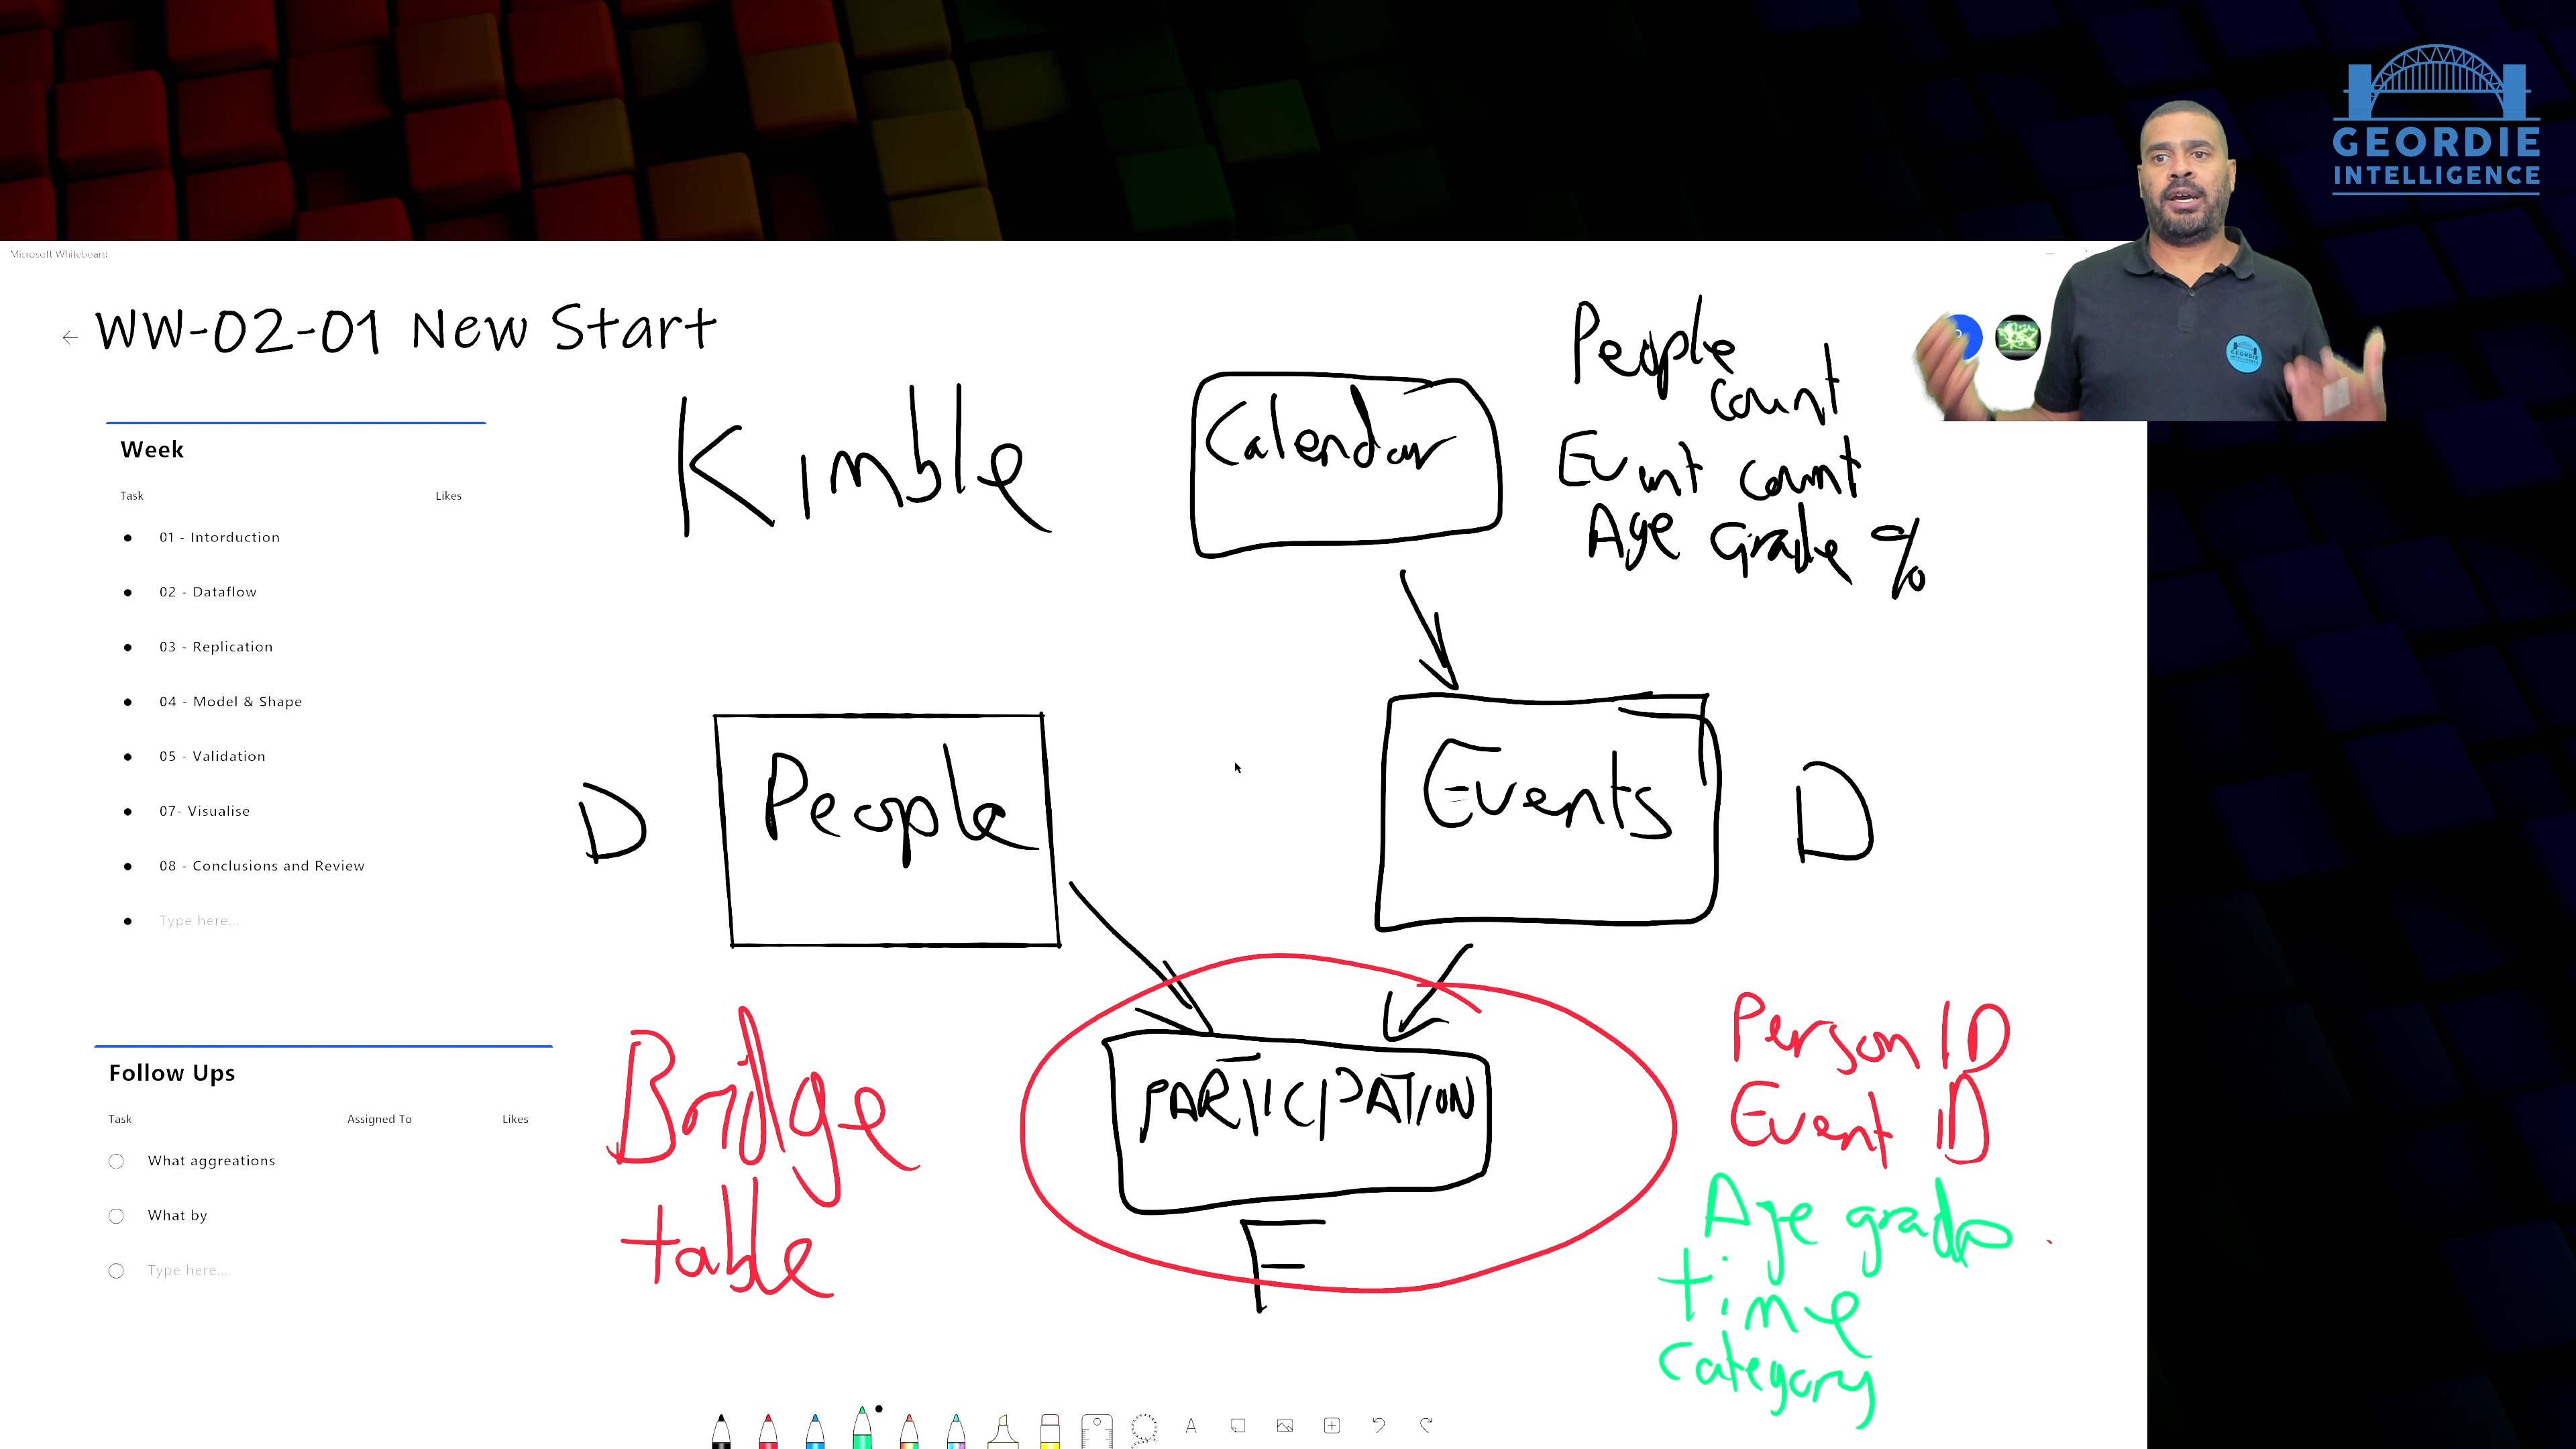 GEORDIE
INTELLIGENCE
Microsoft Whiteboard
WW-02-01 New Start
Week
Task Likes
01 - Intorduction
02 - Dataflow
03 - Replication
04 - Model & Shape
05 - Validation
07- Visualise
08 - Conclusions and Review
Type here...
Follow Ups
Task Assigned To Likes
What aggreations
What by
Type here...
Kimble
Calendar
People
count
Event count
Age Grade %
D
People
Events
D
Bridge
table
PARTICIPATION
F
Person ID
Event ID
Age grade
time
category
A
GEORDIE
INTELLIGENCE